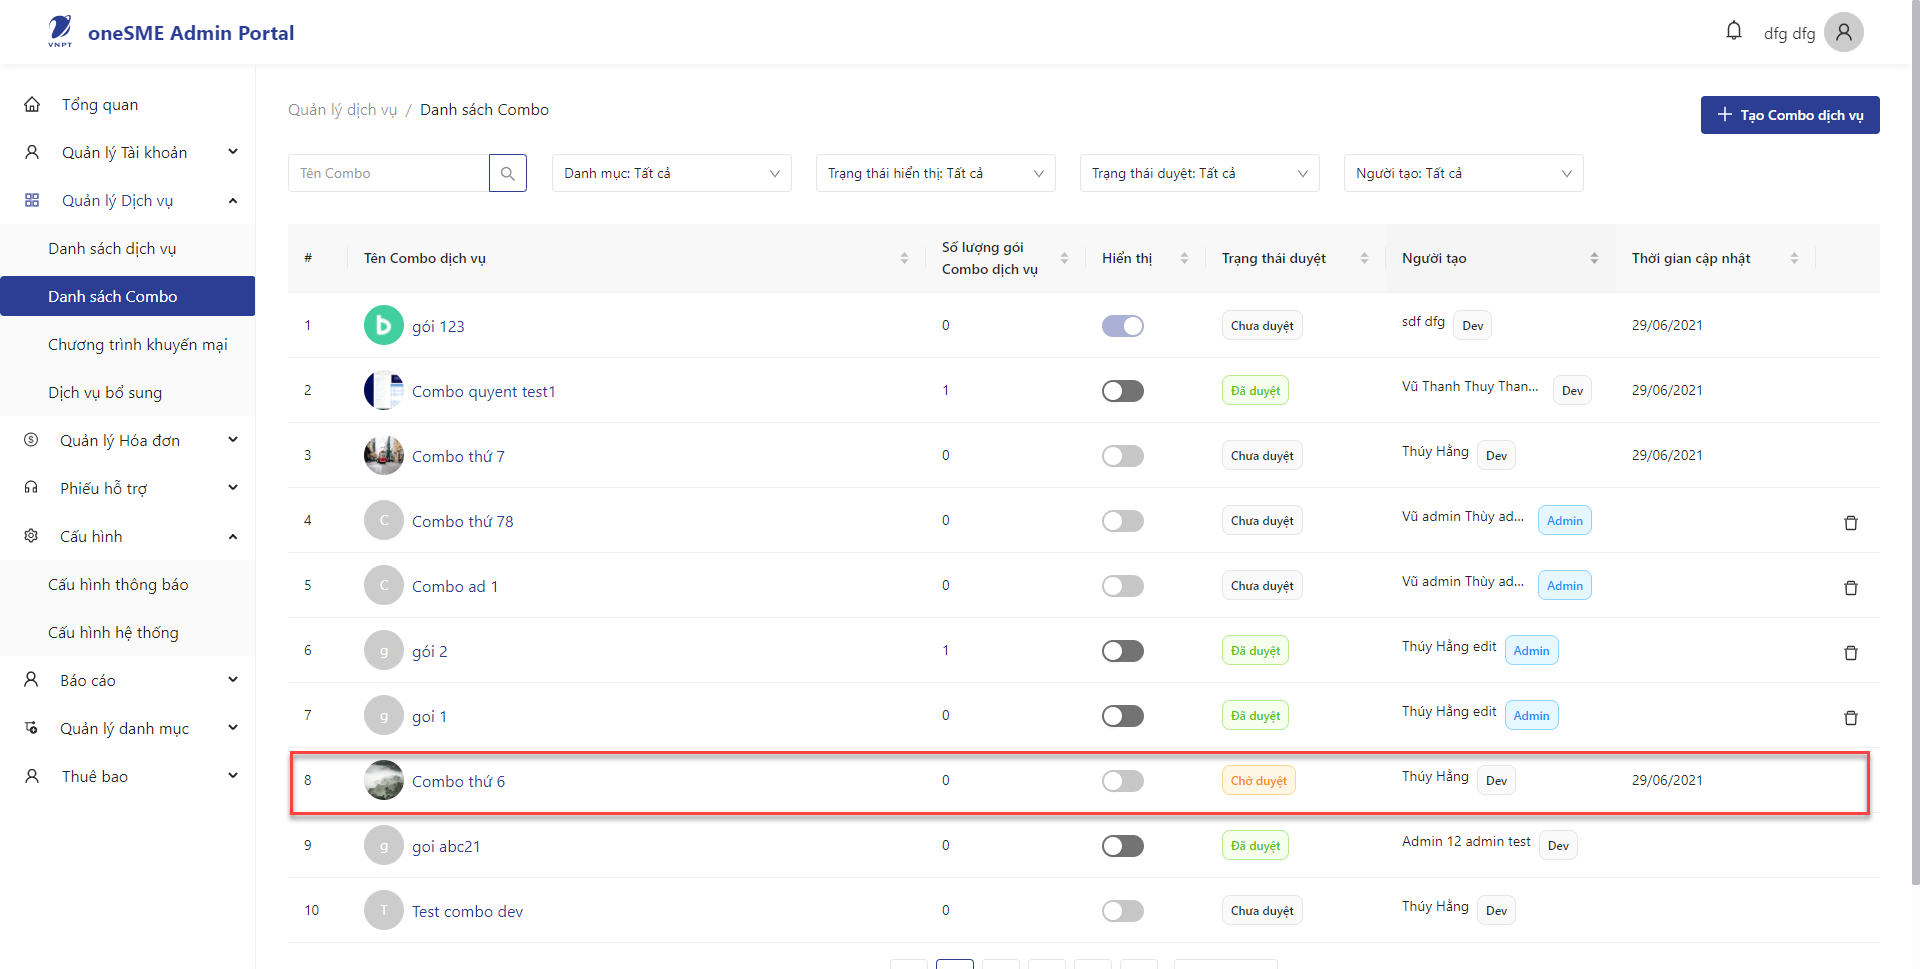 VNPT
oneSME Admin Portal
dfg dfg
Tổng quan
Quản lý Tài khoản
Quản lý Dịch vụ
Danh sách dịch vụ
Danh sách Combo
Chương trình khuyến mại
Dịch vụ bổ sung
Quản lý Hóa đơn
Phiếu hỗ trợ
Cấu hình
Cấu hình thông báo
Cấu hình hệ thống
Báo cáo
Quản lý danh mục
Thuê bao
Quản lý dịch vụ / Danh sách Combo
Tạo Combo dịch vụ
Tên Combo
Danh mục: Tất cả
Trạng thái hiển thị: Tất cả
Trạng thái duyệt: Tất cả
Người tạo: Tất cả
# Tên Combo dịch vụ Số lượng gói Combo dịch vụ Hiển thị Trạng thái duyệt Người tạo Thời gian cập nhật
1 b gói 123 0 Chưa duyệt sdf dfg Dev 29/06/2021
2 Combo quyent test1 1 Đã duyệt Vũ Thanh Thuy Than... Dev 29/06/2021
3 Combo thứ 7 0 Chưa duyệt Thúy Hằng Dev 29/06/2021
4 C Combo thứ 78 0 Chưa duyệt Vũ admin Thùy ad... Admin
5 C Combo ad 1 0 Chưa duyệt Vũ admin Thùy ad... Admin
6 g gói 2 1 Đã duyệt Thúy Hằng edit Admin
7 g goi 1 0 Đã duyệt Thúy Hằng edit Admin
8 Combo thứ 6 0 Chờ duyệt Thúy Hằng Dev 29/06/2021
9 g goi abc21 0 Đã duyệt Admin 12 admin test Dev
10 T Test combo dev 0 Chưa duyệt Thúy Hằng Dev